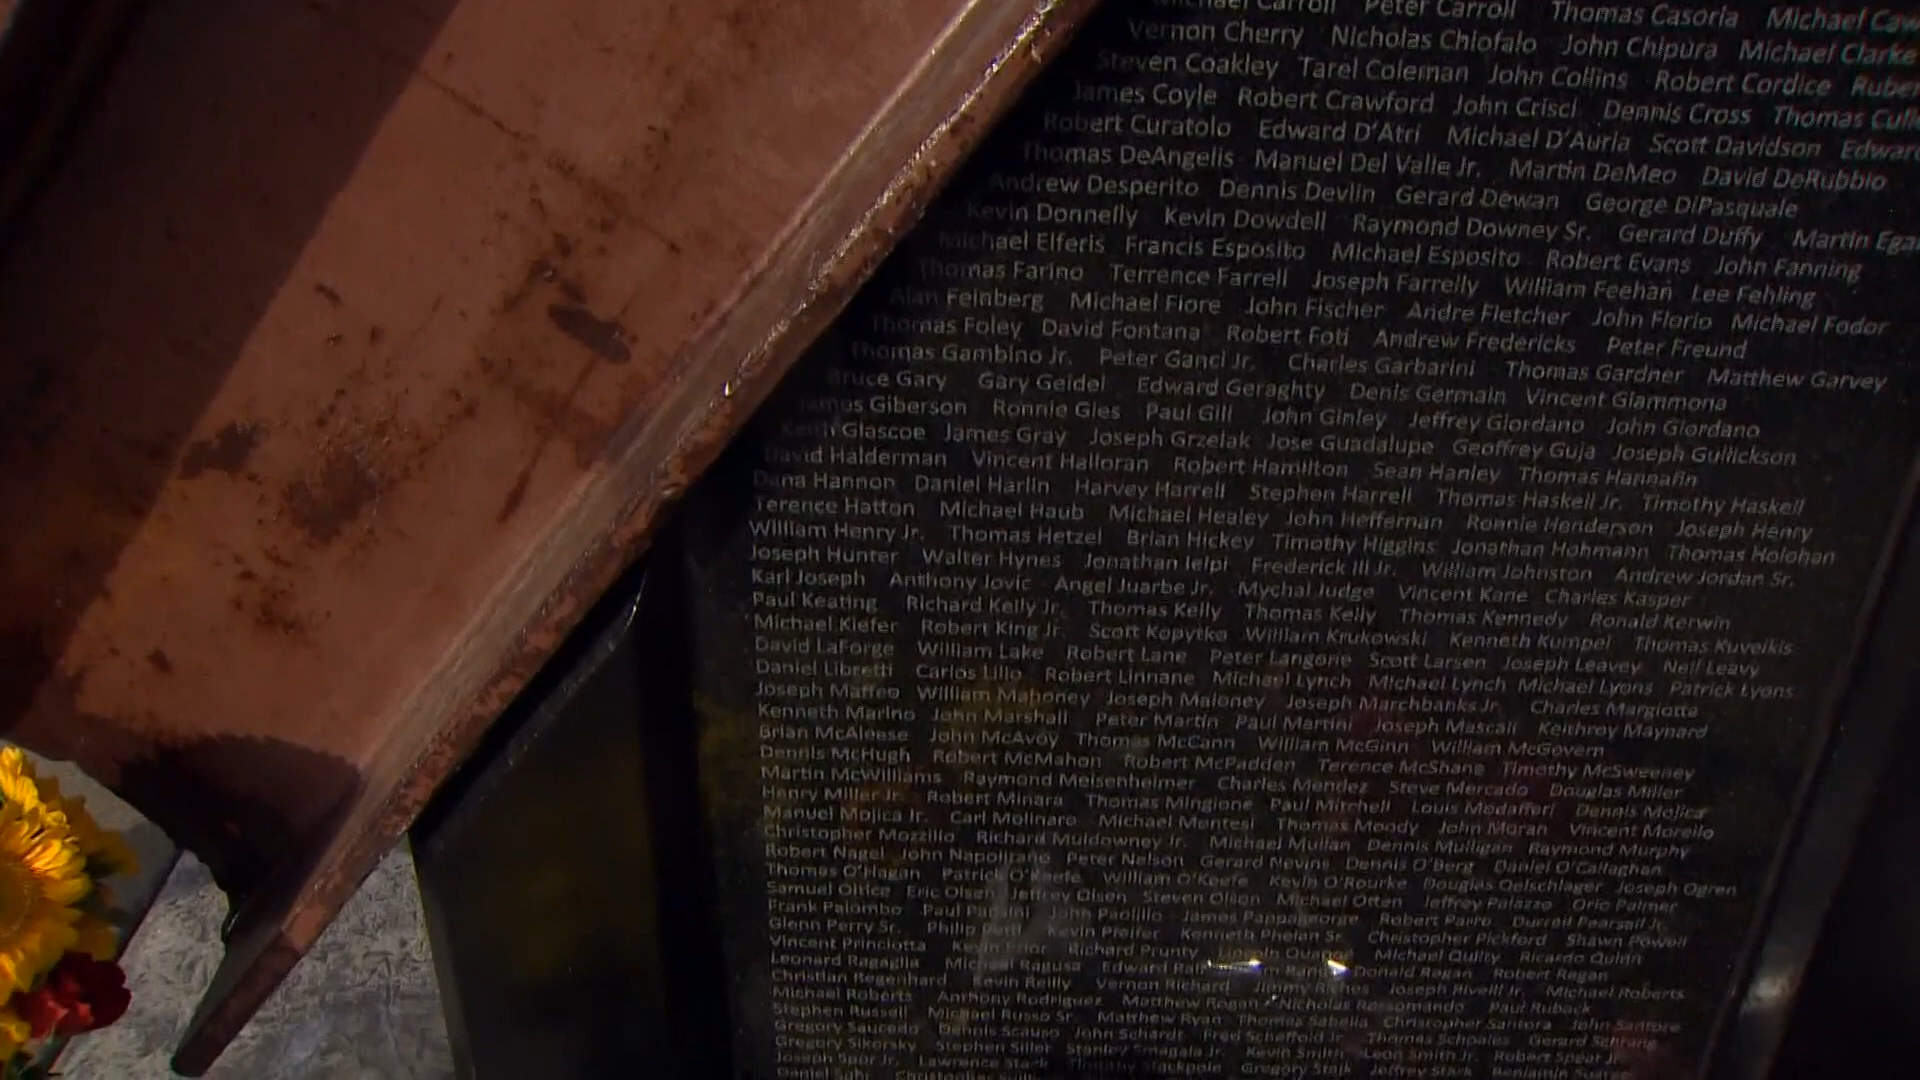 Michael Carroll Peter Carroll Thomas Casoria Michael Caw
Vernon Cherry Nicholas Chiofalo John Chipura Michael Clarke
Steven Coakley Tarel Coleman John Collins Robert Cordice Ruben
James Coyle Robert Crawford John Crisci Dennis Cross Thomas Culle
Robert Curatolo Edward D'Atri Michael D'Auria Scott Davidson Edward
Thomas DeAngelis Manuel Del Valle Jr. Martin DeMeo David DeRubbio
Andrew Desperito Dennis Devlin Gerard Dewan George DiPasquale
Kevin Donnelly Kevin Dowdell Raymond Downey Sr. Gerard Duffy Martin Egan
Michael Elferis Francis Esposito Michael Esposito Robert Evans John Fanning
Thomas Farino Terrence Farrell Joseph Farrelly William Feehan Lee Fehling
Alan Feinberg Michael Fiore John Fischer Andre Fletcher John Florio Michael Fodor
Thomas Foley David Fontana Robert Foti Andrew Fredericks Peter Freund
Thomas Gambino Jr. Peter Ganci Jr. Charles Garbarini Thomas Gardner Matthew Garvey
Bruce Gary Gary Geidel Edward Geraghty Denis Germain Vincent Giammona
James Giberson Ronnie Gies Paul Gill John Ginley Jeffrey Giordano John Giordano
Keith Glascoe James Gray Joseph Grzelak Jose Guadalupe Geoffrey Guja Joseph Gullickson
David Halderman Vincent Halloran Robert Hamilton Sean Hanley Thomas Hannafin
Dana Hannon Daniel Harlin Harvey Harrell Stephen Harrell Thomas Haskell Jr. Timothy Haskell
Terence Hatton Michael Haub Michael Healey John Heffernan Ronnie Henderson Joseph Henry
William Henry Jr. Thomas Hetzel Brian Hickey Timothy Higgins Jonathan Hohmann Thomas Holohan
Joseph Hunter Walter Hynes Jonathan Ielpi Frederick Ill Jr. William Johnston Andrew Jordan Sr.
Karl Joseph Anthony Jovic Angel Juarbe Jr. Mychal Judge Vincent Kane Charles Kasper
Paul Keating Richard Kelly Jr. Thomas Kelly Thomas Kelly Thomas Kennedy Ronald Kerwin
Michael Kiefer Robert King Jr. Scott Kopytko William Krukowski Kenneth Kumpel Thomas Kuveikis
David LaForge William Lake Robert Lane Peter Langone Scott Larsen Joseph Leavey Neil Leavy
Daniel Libretti Carlos Lillo Robert Linnane Michael Lynch Michael Lynch Michael Lyons Patrick Lyons
Joseph Maffeo William Mahoney Joseph Maloney Joseph Marchbanks Jr. Charles Margiotta
Kenneth Marino John Marshall Peter Martin Paul Martini Joseph Mascali Keithroy Maynard
Brian McAleese John McAvoy Thomas McCann William McGinn William McGovern
Dennis McHugh Robert McMahon Robert McPadden Terence McShane Timothy McSweeney
Martin McWilliams Raymond Meisenheimer Charles Mendez Steve Mercado Douglas Miller
Henry Miller Jr. Robert Minara Thomas Mingione Paul Mitchell Louis Modafferi Dennis Mojica
Manuel Mojica Jr. Carl Molinaro Michael Montesi Thomas Moody John Moran Vincent Morello
Christopher Mozzillo Richard Muldowney Jr. Michael Mullan Dennis Mulligan Raymond Murphy
Robert Nagel John Napolitano Peter Nelson Gerard Nevins Dennis O'Berg Daniel O'Callaghan
Thomas O'Hagan Patrick O'Keefe William O'Keefe Kevin O'Rourke Douglas Oelschlager Joseph Ogren
Samuel Oitice Eric Olsen Jeffrey Olsen Steven Olson Michael Otten Jeffrey Palazzo Orio Palmer
Frank Palombo Paul Pansini John Paolillo James Pappageorge Robert Parro Durrell Pearsall Jr.
Glenn Perry Sr. Philip Petti Kevin Pfeifer Kenneth Phelan Sr. Christopher Pickford Shawn Powell
Vincent Princiotta Kevin Prior Richard Prunty Michael Quilty Ricardo Quinn
Leonard Ragaglia Michael Ragusa Edward Donald Regan Robert Regan
Christian Regenhard Kevin Reilly Vernon Richard Jimmy Riches Joseph Rivelli Jr. Michael Roberts
Michael Roberts Anthony Rodriguez Matthew Rogan Nicholas Rossomando Paul Ruback
Stephen Russell Michael Russo Sr. Matthew Ryan Thomas Sabella Christopher Santora John Santore
Gregory Saucedo Dennis Scauso John Schardt Fred Scheffold Jr. Thomas Schoales Gerard Schrang
Gregory Sikorsky Stephen Siller Stanley Smagala Jr. Kevin Smith Leon Smith Jr. Robert Spear Jr.
Joseph Spor Jr. Lawrence Stack Timothy Stackpole Gregory Stajk Jeffrey Stark Benjamin Suarez
Daniel Suhr Christopher